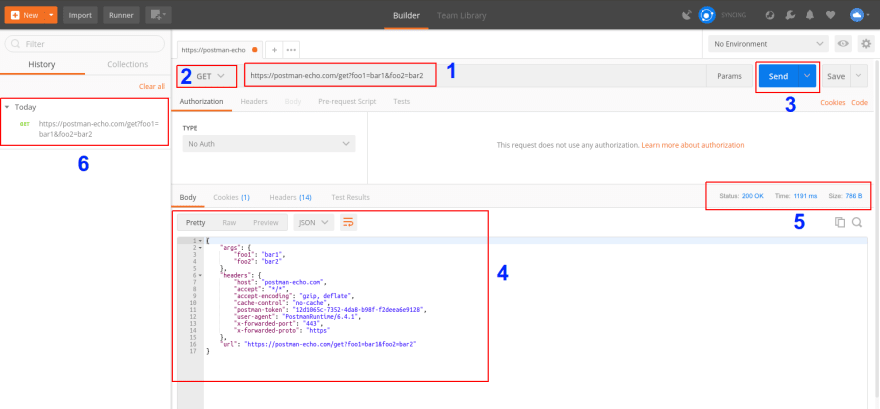 New Import Runner Builder Team Library SYNCING
Filter
History Collections
Clear all
Today
GET https://postman-echo.com/get?foo1=
bar1&foo2=bar2
6
https://postman-echo + ••• No Environment
2 GET https://postman-echo.com/get?foo1=bar1&foo2=bar2 1 Params Send Save
3
Authorization Headers Body Pre-request Script Tests Cookies Code
TYPE
No Auth
This request does not use any authorization. Learn more about authorization
Body Cookies (1) Headers (14) Test Results Status: 200 OK Time: 1191 ms Size: 786 B
5
Pretty Raw Preview JSON
4
1 {
2 "args": {
3 "foo1": "bar1",
4 "foo2": "bar2"
5 },
6 "headers": {
7 "host": "postman-echo.com",
8 "accept": "*/*",
9 "accept-encoding": "gzip, deflate",
10 "cache-control": "no-cache",
11 "postman-token": "12d1065c-7352-4da8-b98f-f2deea6e9128",
12 "user-agent": "PostmanRuntime/6.4.1",
13 "x-forwarded-port": "443",
14 "x-forwarded-proto": "https"
15 },
16 "url": "https://postman-echo.com/get?foo1=bar1&foo2=bar2"
17 }